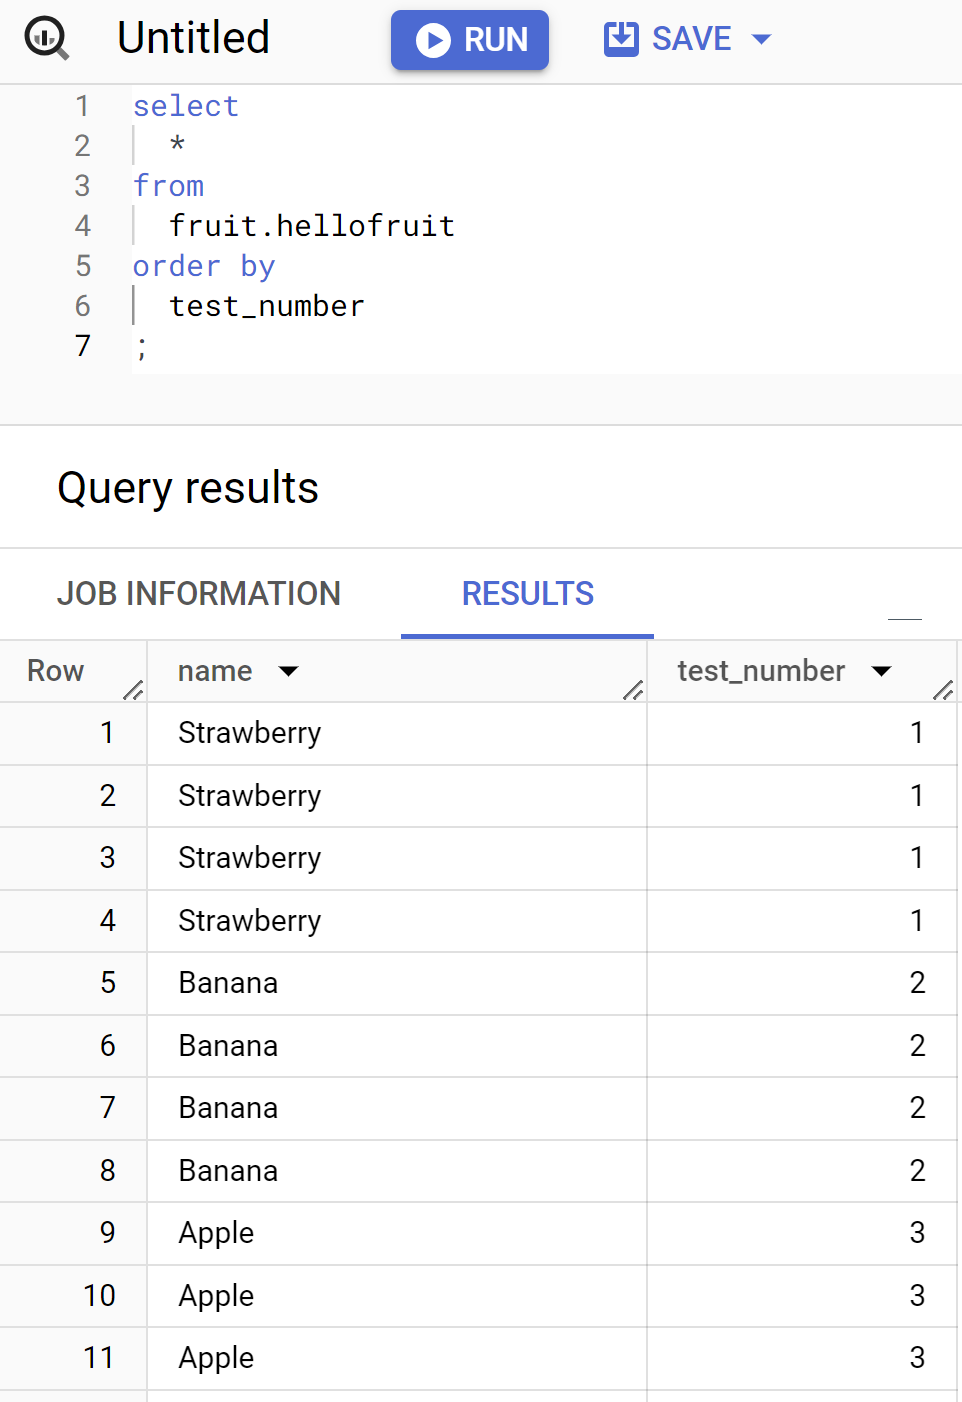 Untitled RUN SAVE
1 select
2 *
3 from
4 fruit.hellofruit
5 order by
6 test_number
7 ;
Query results
JOB INFORMATION RESULTS
Row name test_number
1 Strawberry 1
2 Strawberry 1
3 Strawberry 1
4 Strawberry 1
5 Banana 2
6 Banana 2
7 Banana 2
8 Banana 2
9 Apple 3
10 Apple 3
11 Apple 3